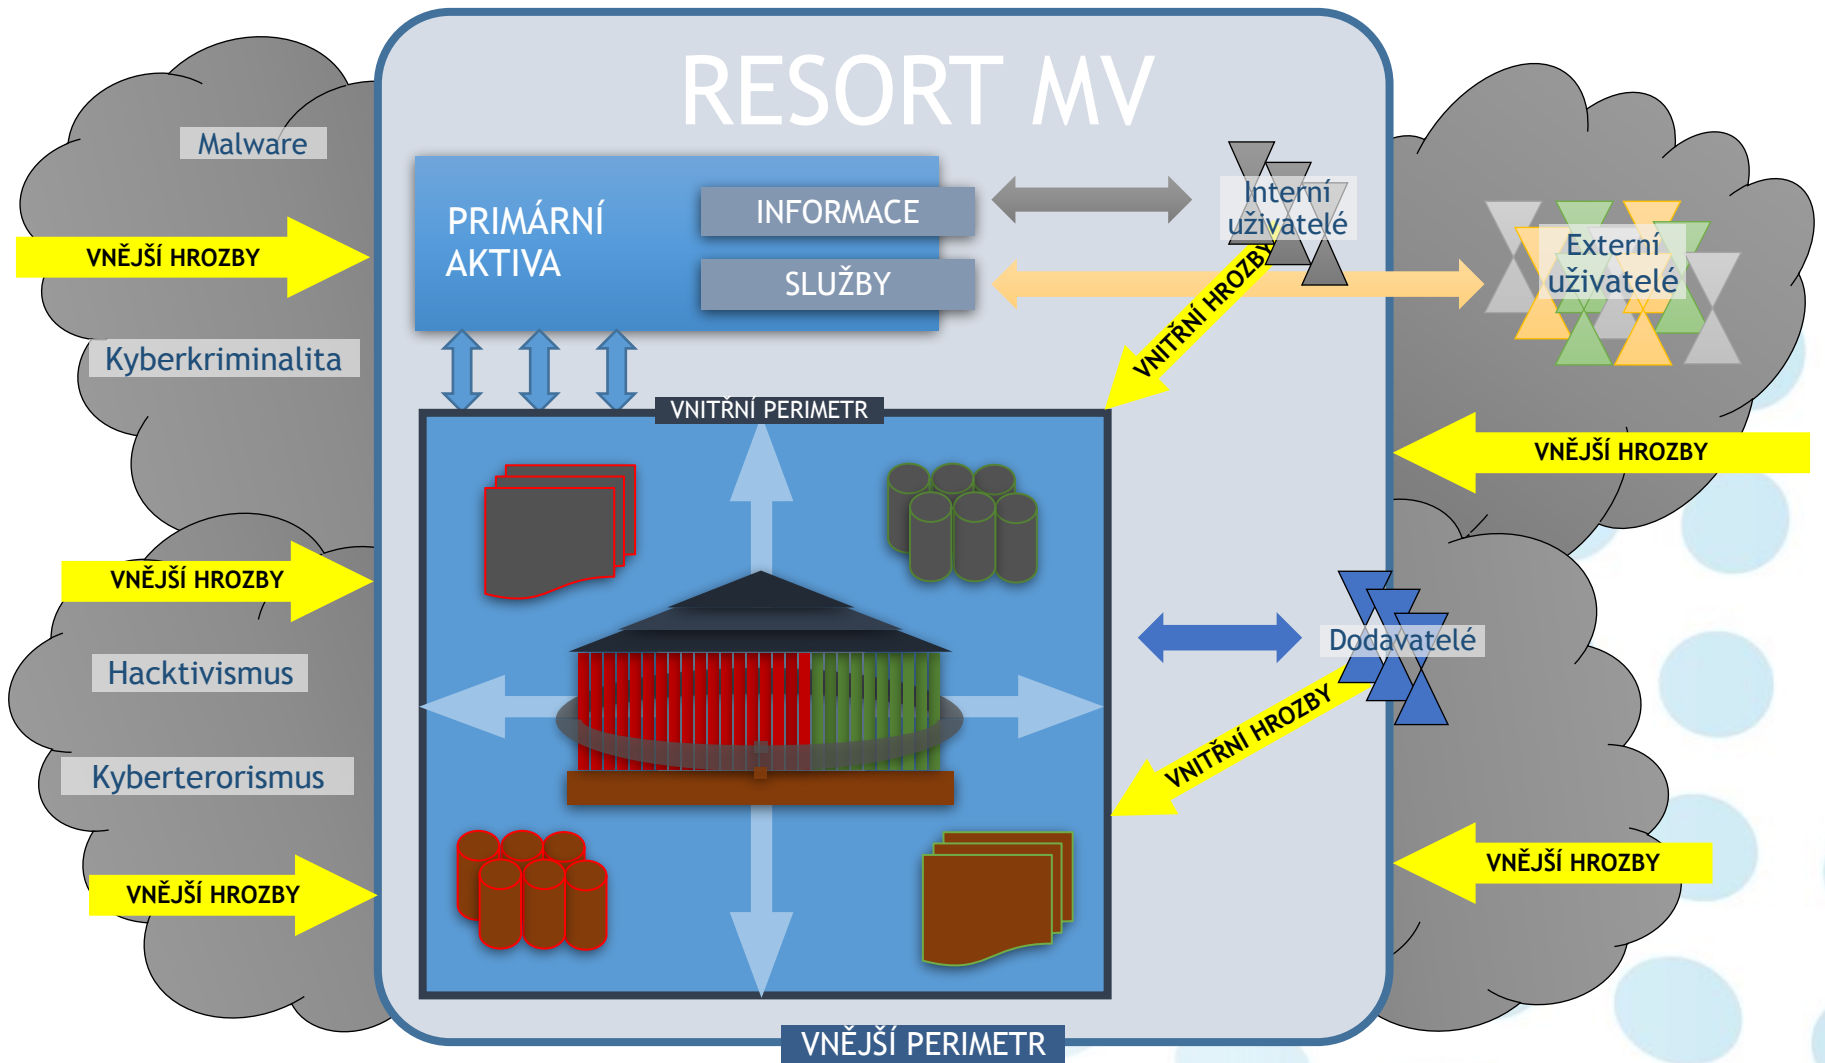 RESORT MV
Malware
PRIMÁRNÍ
AKTIVA
INFORMACE
SLUŽBY
Interní
uživatelé
Externí
uživatelé
VNĚJŠÍ HROZBY
VNITŘNÍ HROZBY
Kyberkriminalita
VNITŘNÍ PERIMETR
VNĚJŠÍ HROZBY
VNĚJŠÍ HROZBY
Dodavatelé
Hacktivismus
VNITŘNÍ HROZBY
Kyberterorismus
VNĚJŠÍ HROZBY
VNĚJŠÍ HROZBY
VNĚJŠÍ PERIMETR